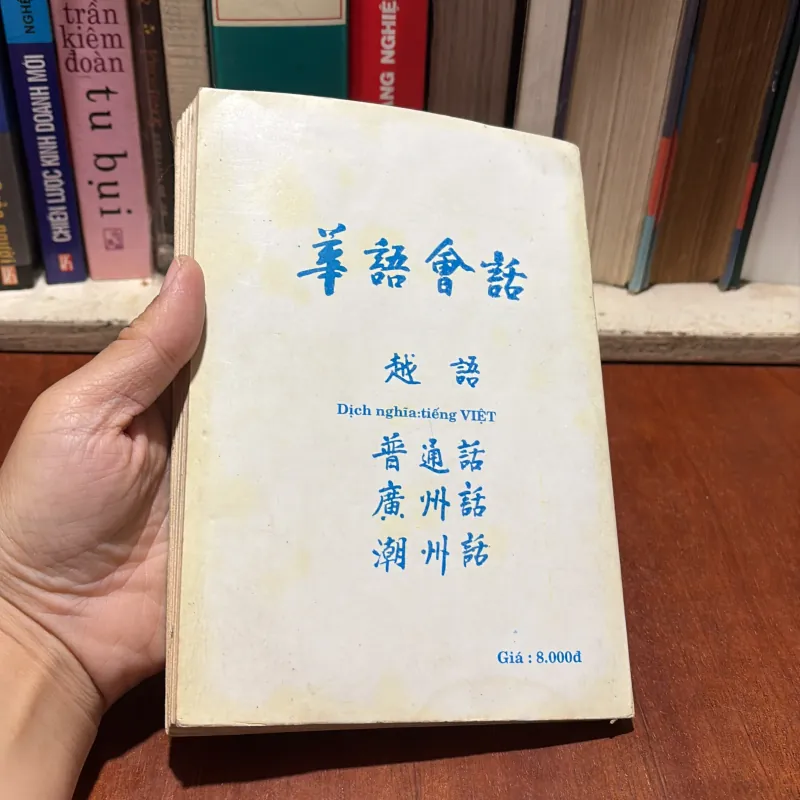 華語會話
越語
Dịch nghĩa:tiếng VIỆT
普通話
廣州話
潮州話
Giá : 8.000đ
CHIẾN LƯỢC KINH DOANH MỚI
trần kiêm đoàn
tu bụi